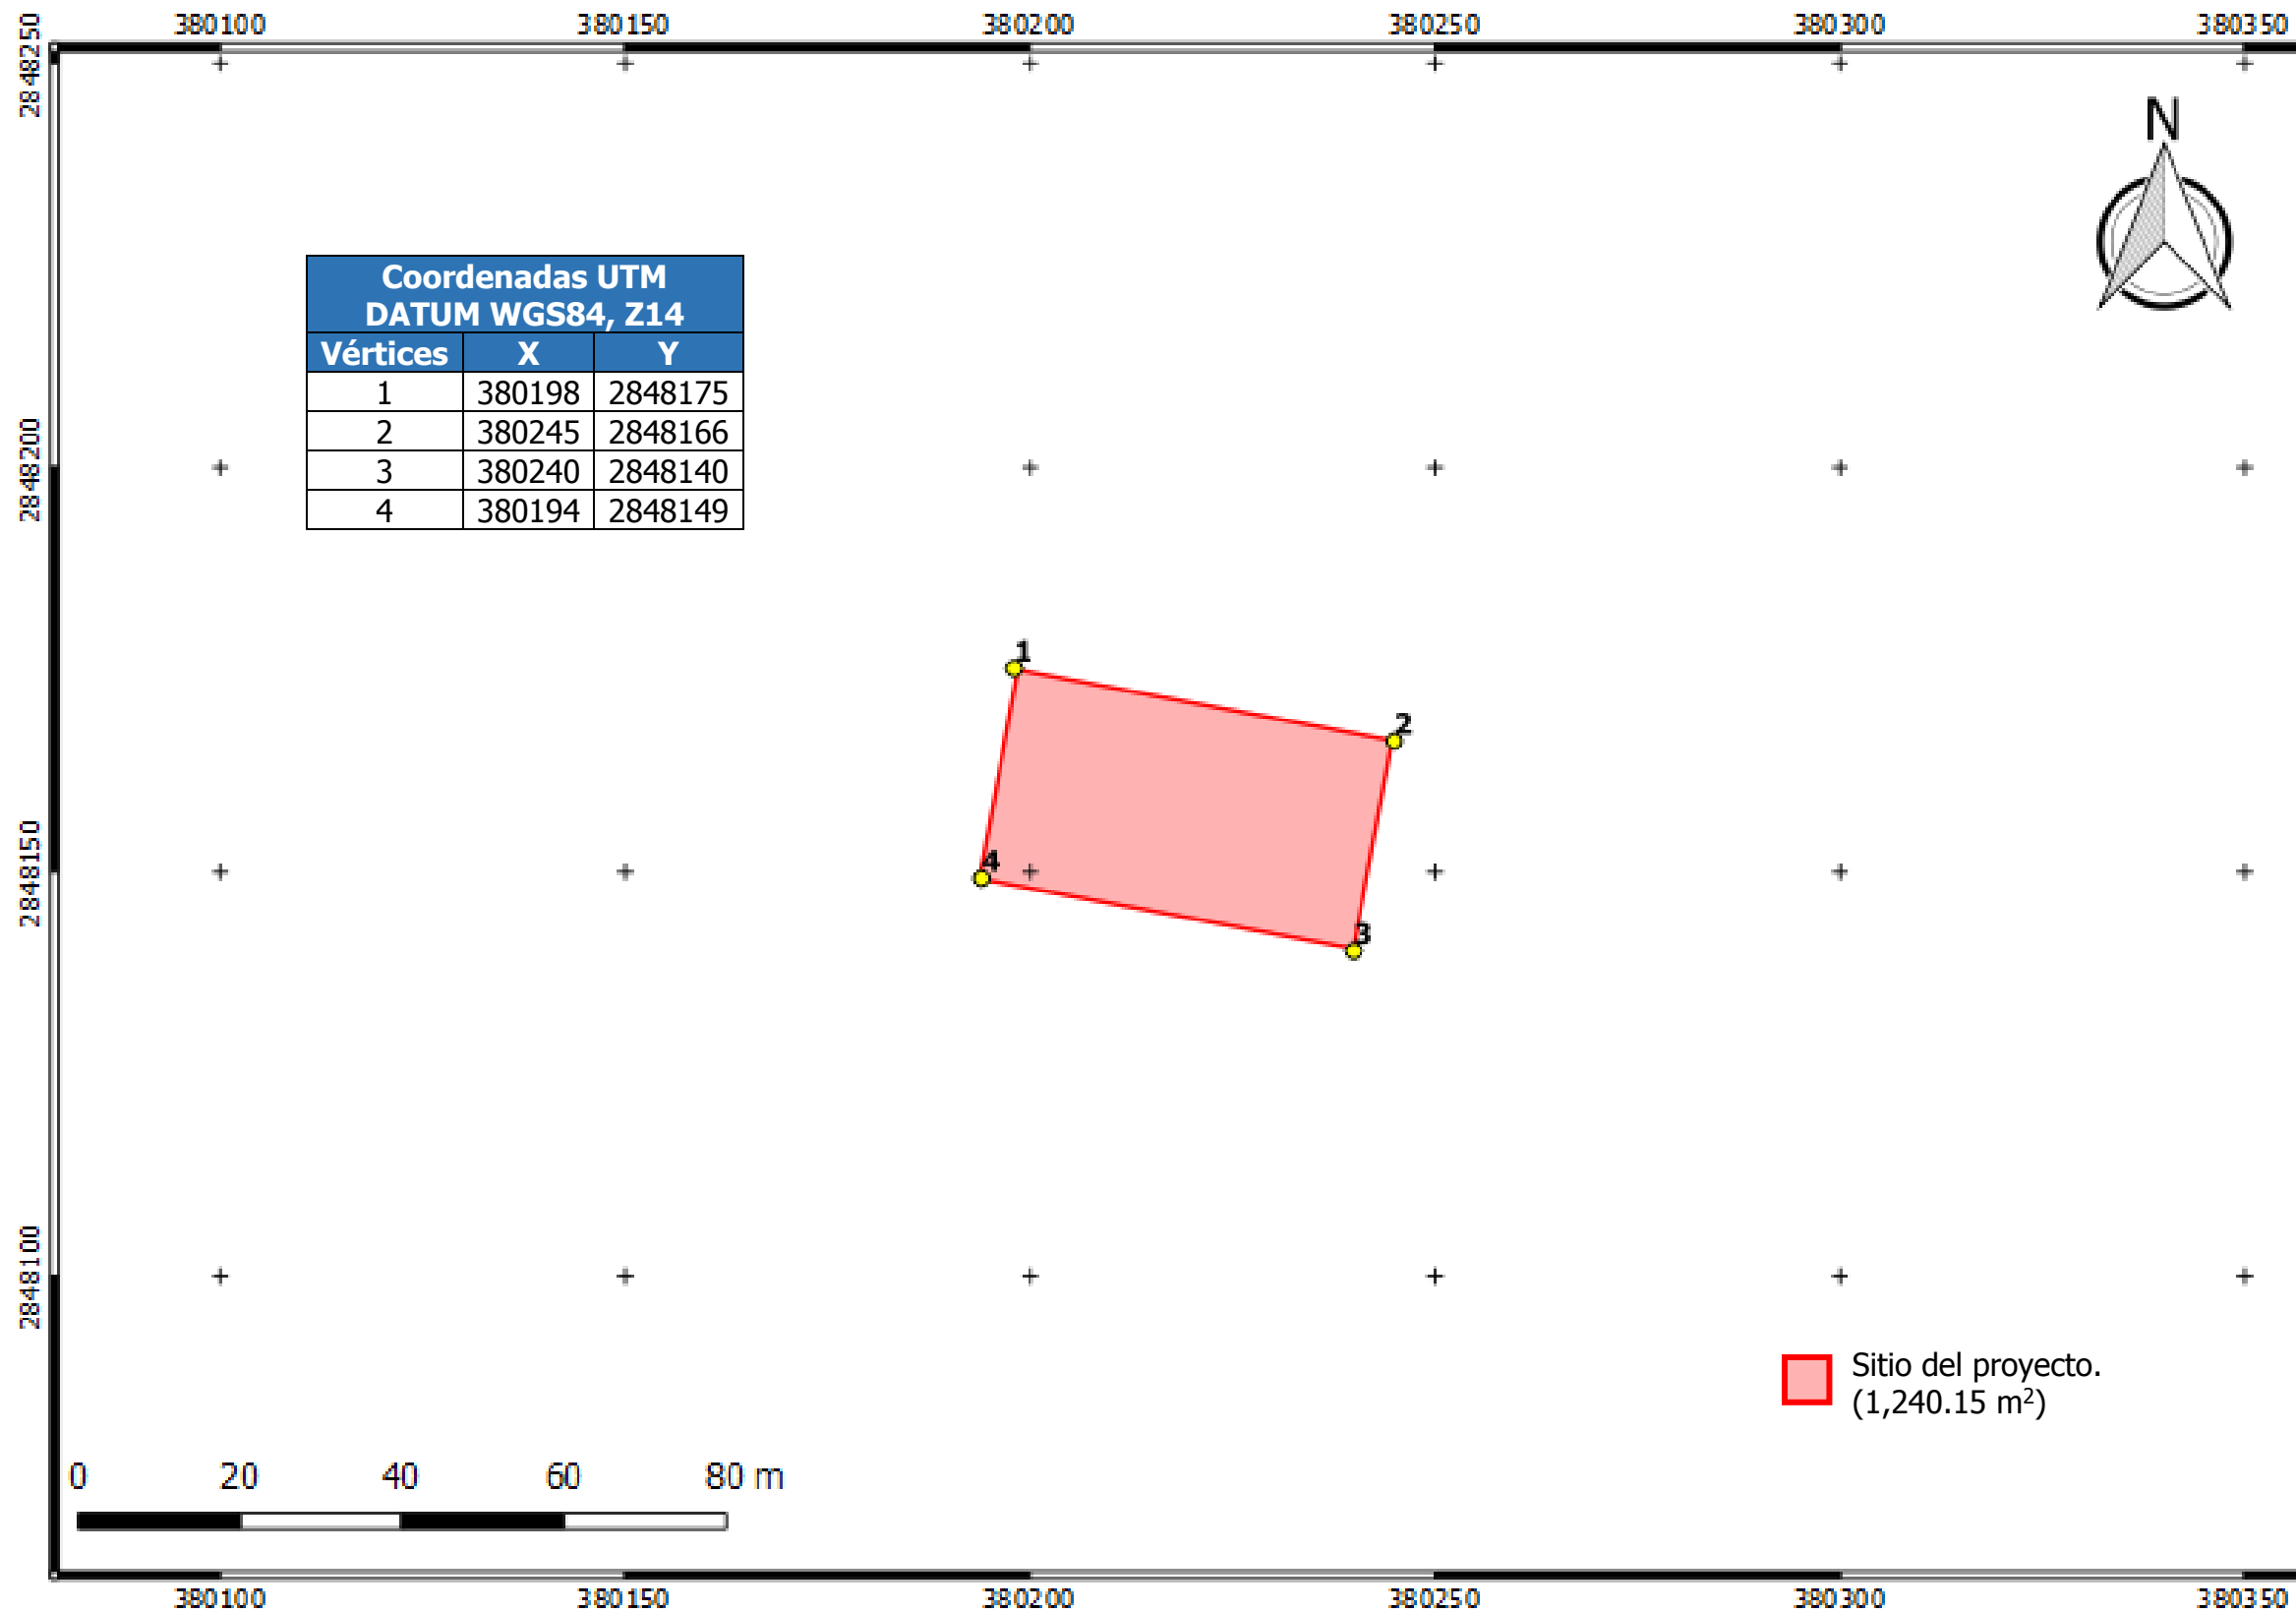 380100 380150 380200 380250 380300 380350
2848250
N
Coordenadas UTM
DATUM WGS84, Z14
Vértices X Y
1 380198 2848175
2 380245 2848166
3 380240 2848140
4 380194 2848149
2848200
1
2
2848150
4
3
2848100
Sitio del proyecto.
(1,240.15 m²)
0 20 40 60 80 m
380100 380150 380200 380250 380300 380350